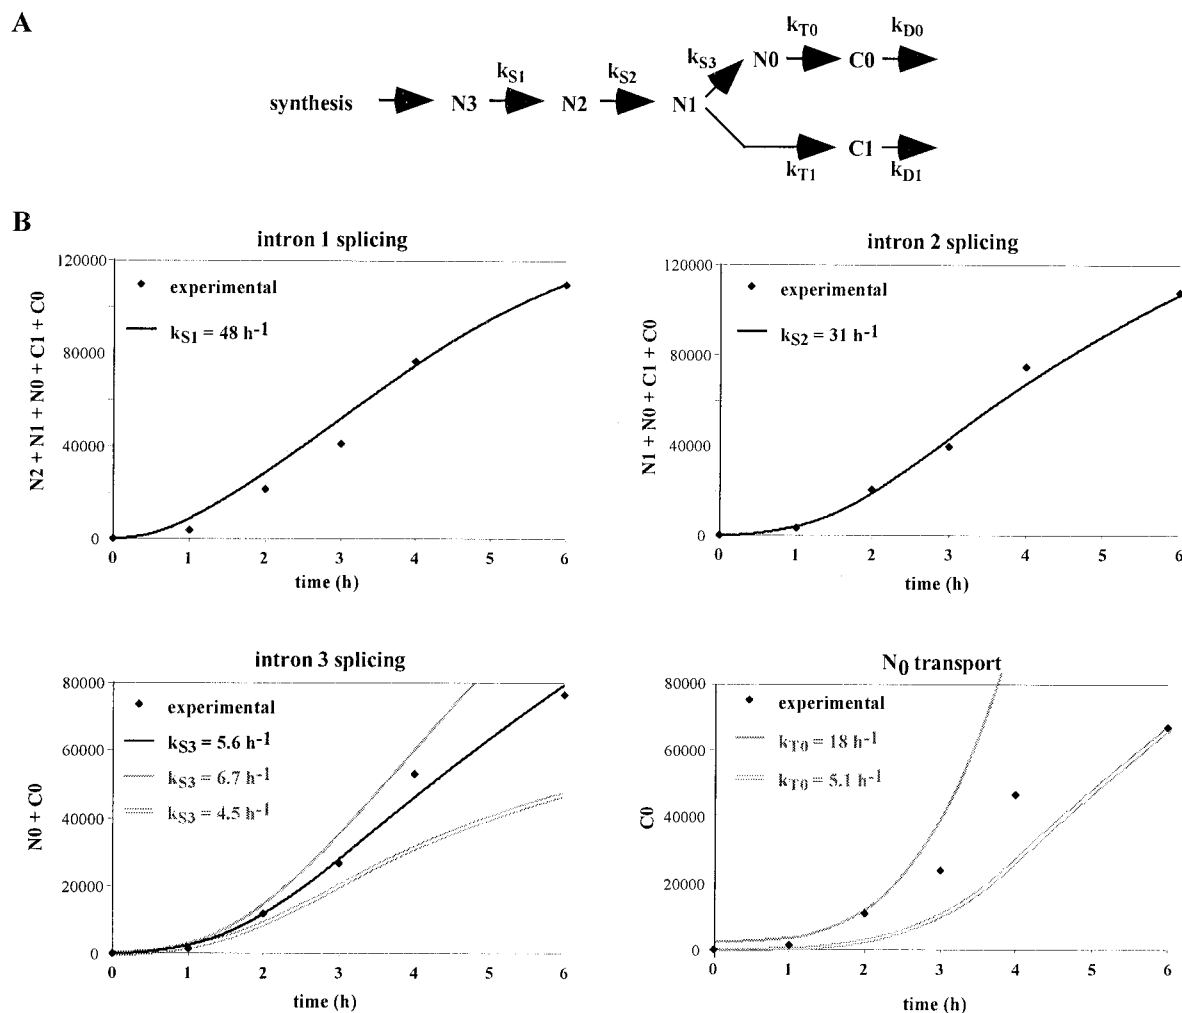 A
kT0 kD0
kS3 N0 C0
kS1 kS2
synthesis N3 N2 N1
C1
kT1 kD1
B
intron 1 splicing
N2 + N1 + N0 + C1 + C0
120000
80000
40000
0
experimental
kS1 = 48 h-1
0 1 2 3 4 5 6
time (h)
intron 2 splicing
N1 + N0 + C1 + C0
120000
80000
40000
0
experimental
kS2 = 31 h-1
0 1 2 3 4 5 6
time (h)
intron 3 splicing
N0 + C0
80000
60000
40000
20000
0
experimental
kS3 = 5.6 h-1
kS3 = 6.7 h-1
kS3 = 4.5 h-1
0 1 2 3 4 5 6
time (h)
N0 transport
C0
80000
60000
40000
20000
0
experimental
kT0 = 18 h-1
kT0 = 5.1 h-1
0 1 2 3 4 5 6
time (h)